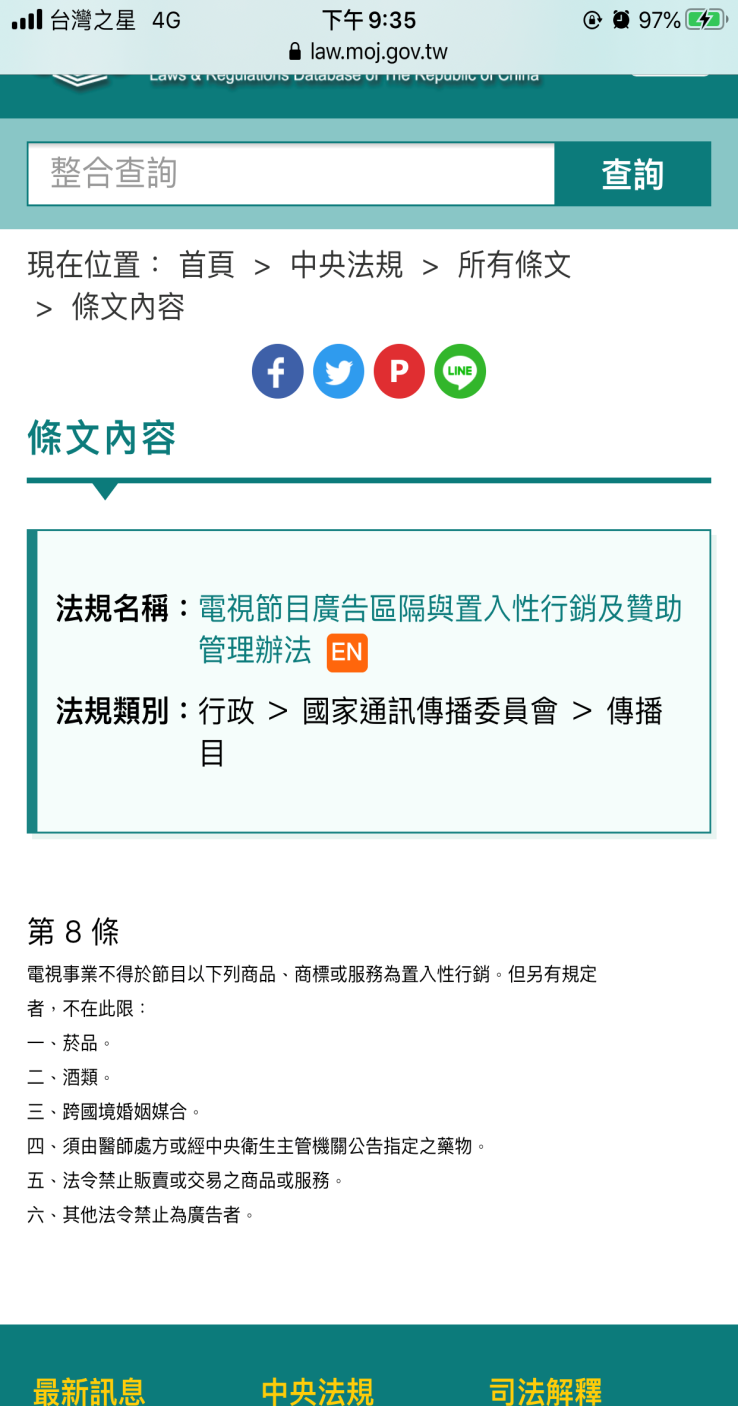 台灣之星 4G 下午9:35 97%
law.moj.gov.tw
Laws & Regulations Database of The Republic of China
整合查詢 查詢
現在位置： 首頁 > 中央法規 > 所有條文
> 條文內容
f P LINE
條文內容
法規名稱：電視節目廣告區隔與置入性行銷及贊助
管理辦法 EN
法規類別：行政 > 國家通訊傳播委員會 > 傳播
目
第 8 條
電視事業不得於節目以下列商品、商標或服務為置入性行銷。但另有規定
者，不在此限：
一、菸品。
二、酒類。
三、跨國境婚姻媒合。
四、須由醫師處方或經中央衛生主管機關公告指定之藥物。
五、法令禁止販賣或交易之商品或服務。
六、其他法令禁止為廣告者。
最新訊息 中央法規 司法解釋